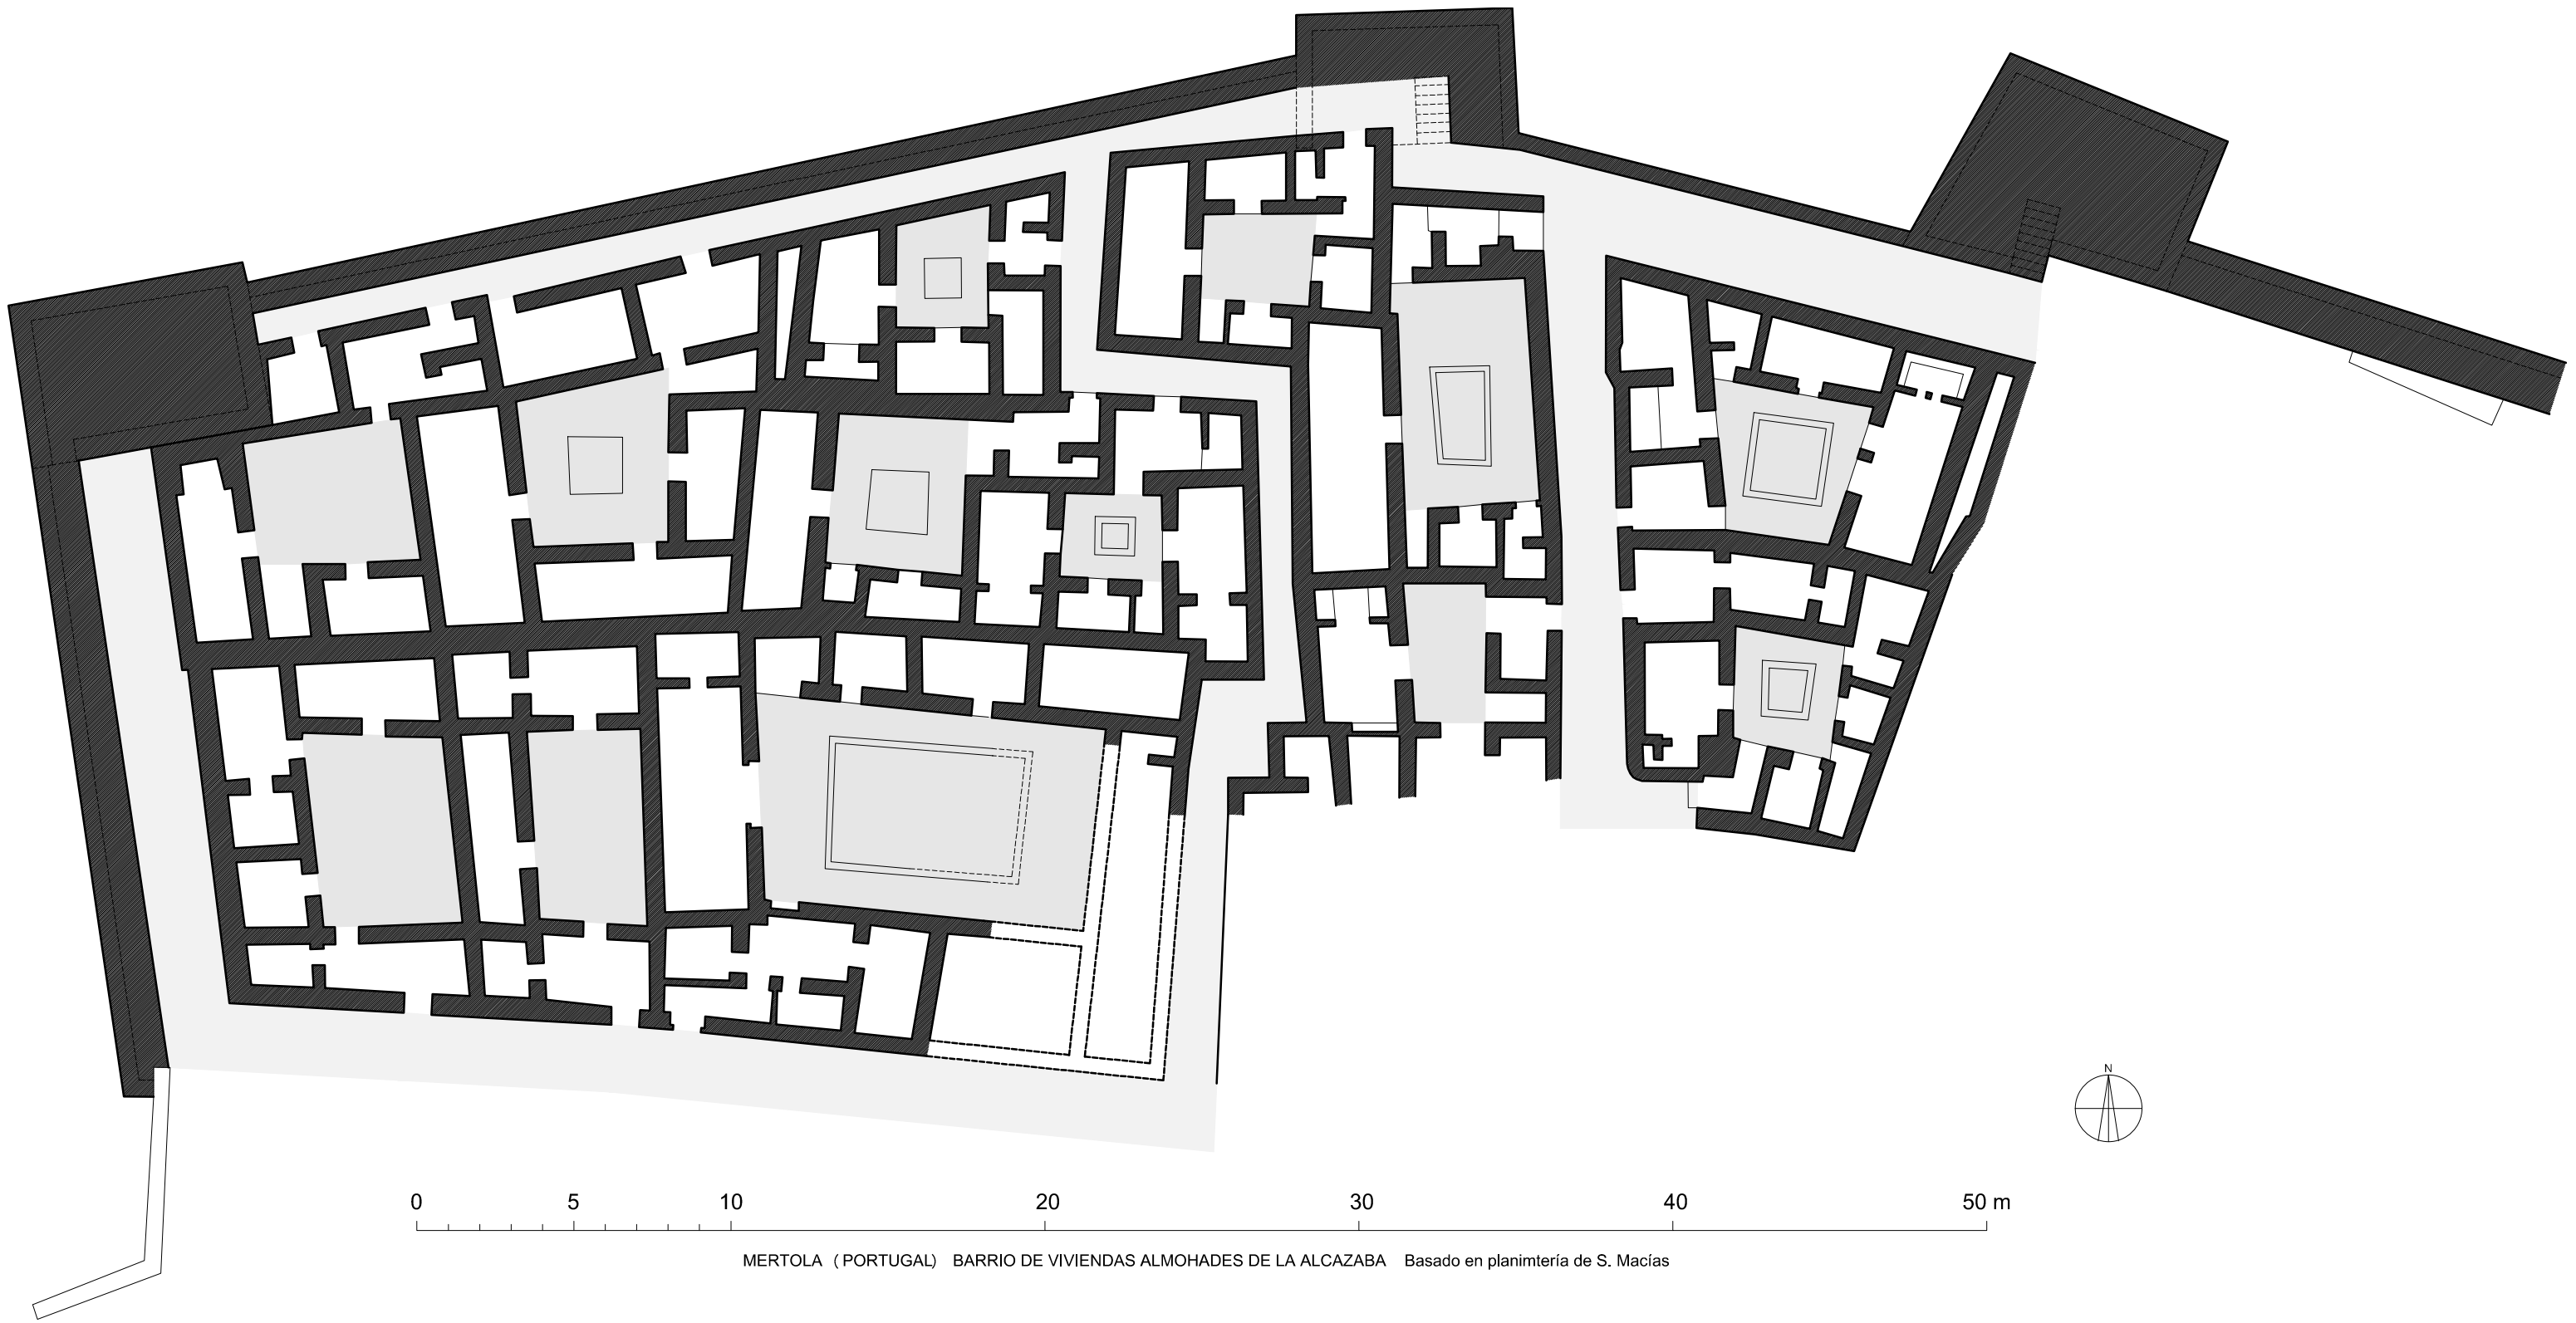 N
0 5 10 20 30 40 50 m
MERTOLA ( PORTUGAL) BARRIO DE VIVIENDAS ALMOHADES DE LA ALCAZABA Basado en planimtería de S. Macías